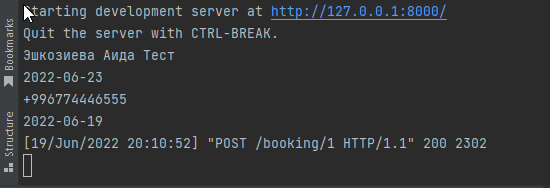 Starting development server at http://127.0.0.1:8000/
Quit the server with CTRL-BREAK.
Эшкозиева Аида Тест
2022-06-23
+996774446555
2022-06-19
[19/Jun/2022 20:10:52] "POST /booking/1 HTTP/1.1" 200 2302
Bookmarks
Structure